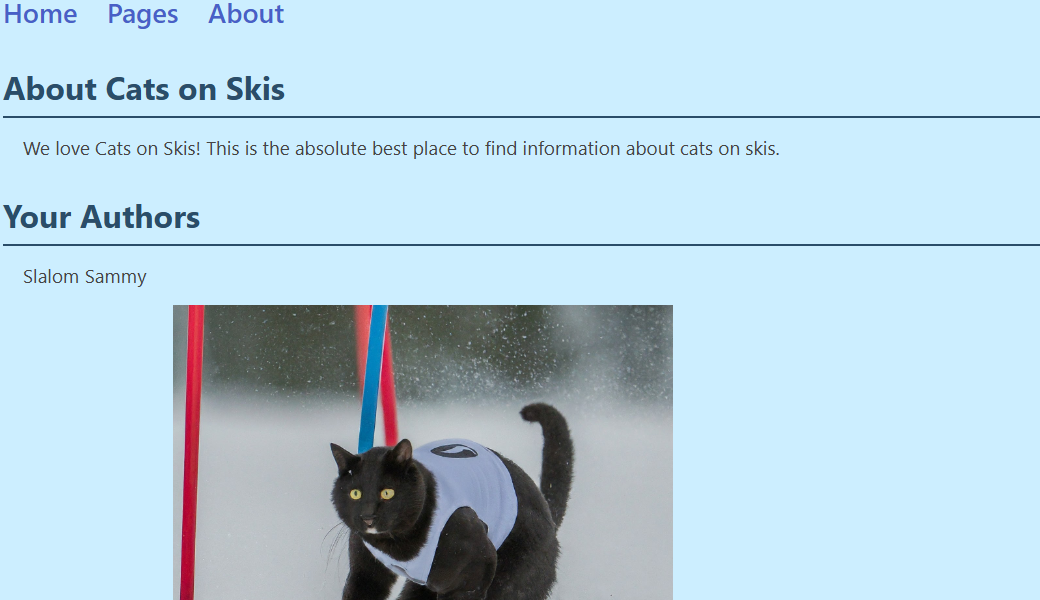 Home Pages About
About Cats on Skis
We love Cats on Skis! This is the absolute best place to find information about cats on skis.
Your Authors
Slalom Sammy